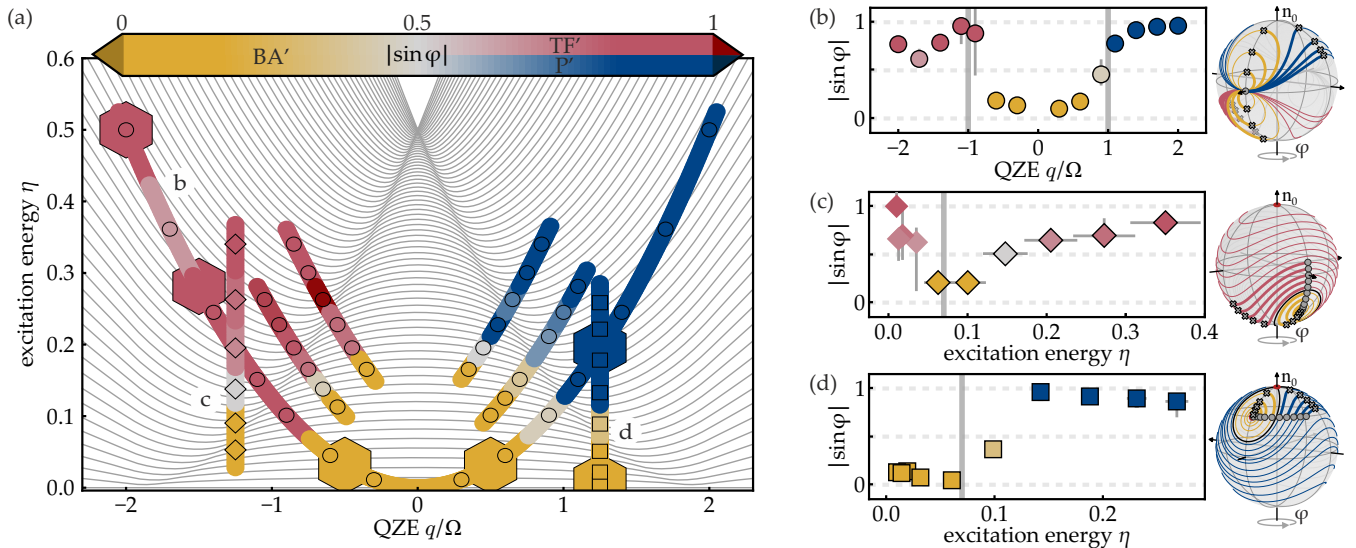 (a)
0 0.5 1
BA′ |sin φ| TF′
P′
excitation energy η
0.6
0.5
0.4
0.3
0.2
0.1
0.0
b
c
d
−2 −1 0 1 2
QZE q/Ω
(b)
|sin φ|
1
0
−2 −1 0 1 2
QZE q/Ω
n₀
φ
(c)
|sin φ|
1
0
0.0 0.1 0.2 0.3 0.4
excitation energy η
n₀
φ
(d)
|sin φ|
1
0
0.0 0.1 0.2
excitation energy η
n₀
φ